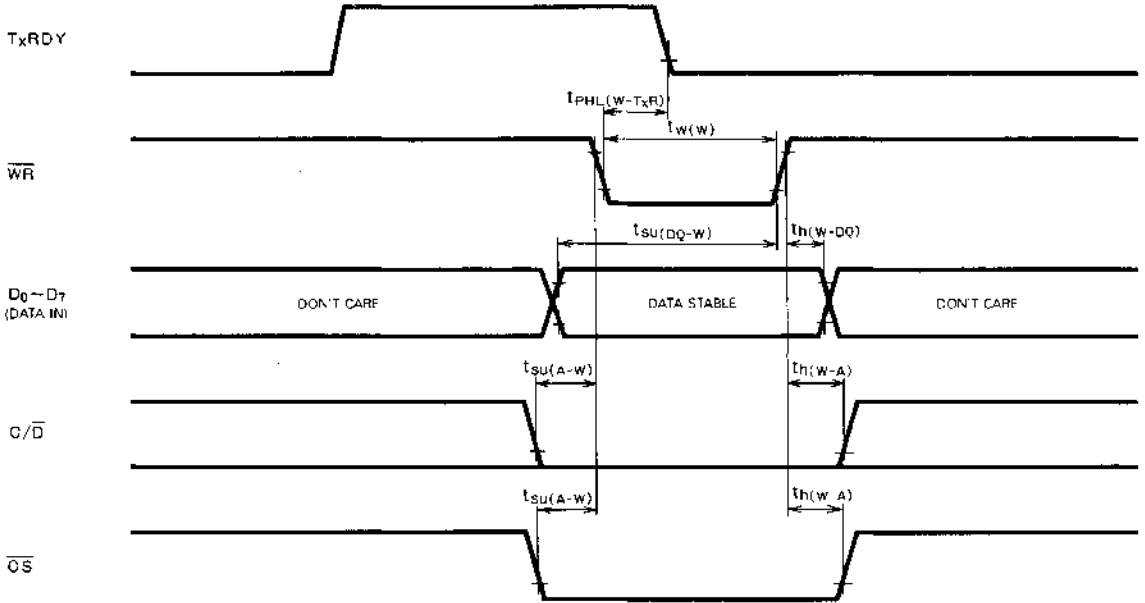 TxRDY
tPHL(W-TxR)
tW(W)
WR
tsu(DQ-W)
th(W-DQ)
D0~D7
(DATA IN)
DON'T CARE
DATA STABLE
DON'T CARE
tsu(A-W)
th(W-A)
C/D
tsu(A-W)
th(W-A)
CS